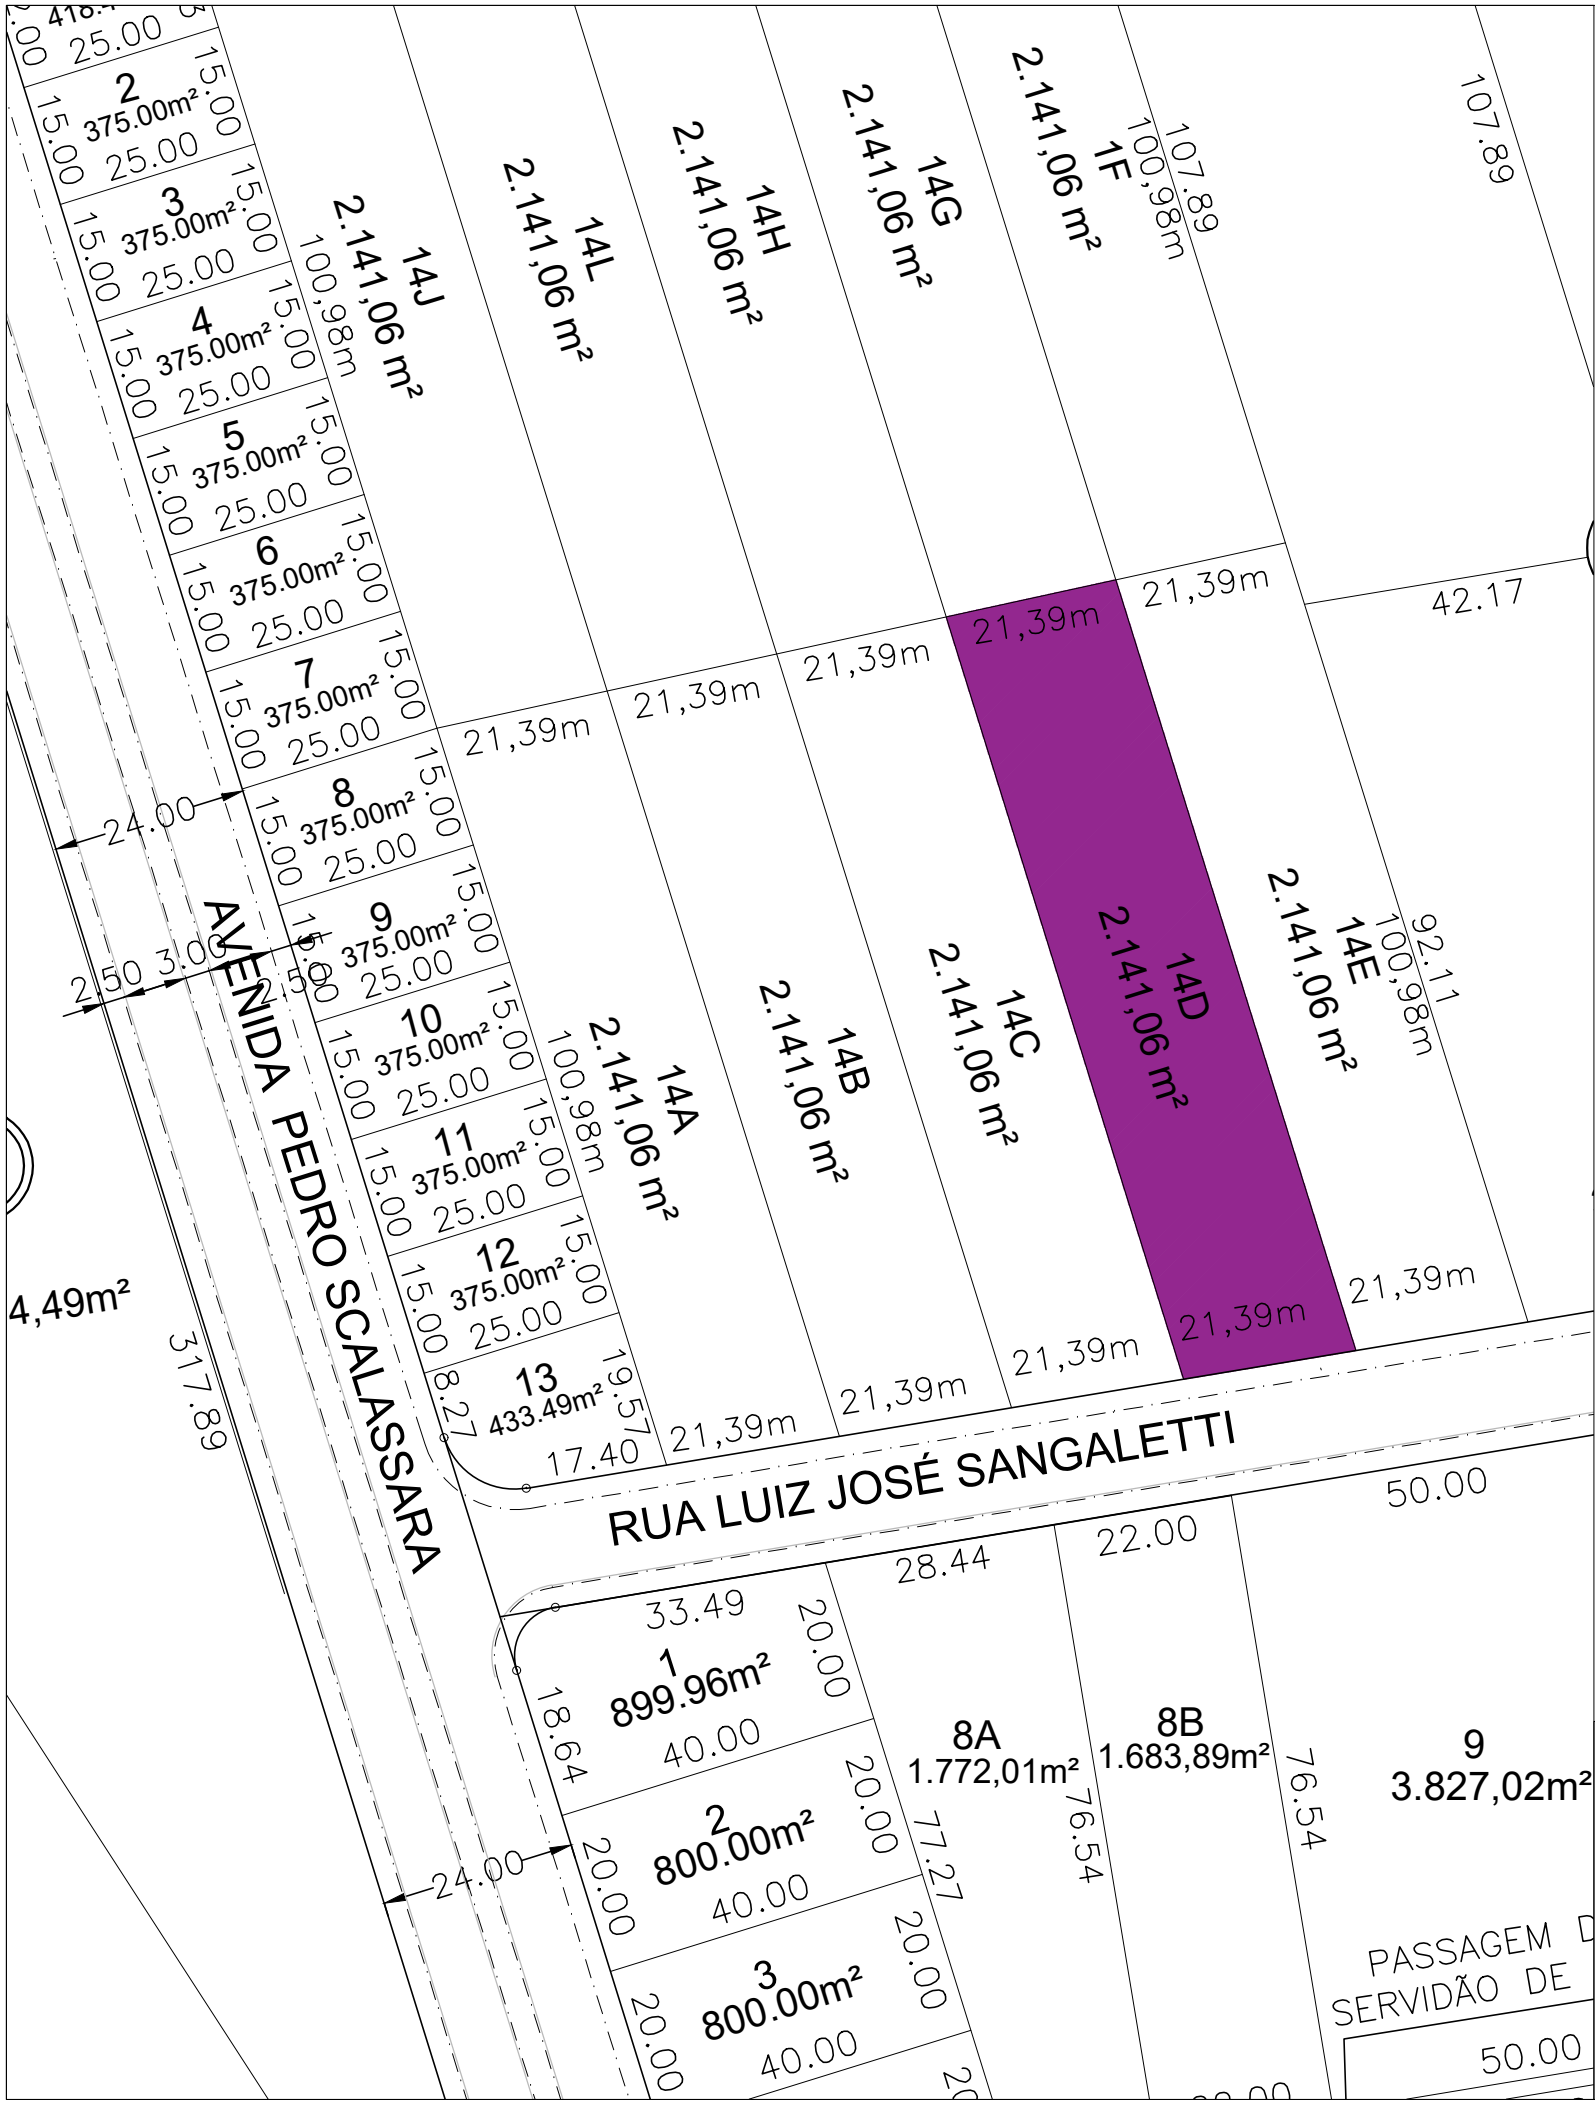 25.00
2
375.00m²
25.00
15.00
15.00
3
375.00m²
25.00
15.00
15.00
4
375.00m²
25.00
15.00
15.00
5
375.00m²
25.00
15.00
15.00
6
375.00m²
25.00
15.00
15.00
7
375.00m²
25.00
15.00
15.00
8
375.00m²
25.00
15.00
15.00
9
375.00m²
25.00
15.00
15.00
10
375.00m²
25.00
15.00
15.00
11
375.00m²
25.00
15.00
15.00
12
375.00m²
25.00
15.00
15.00
13
433.49m²
8.27
19.57
17.40
14J
2.141,06 m²
100,98m
14L
2.141,06 m²
14H
2.141,06 m²
14G
2.141,06 m²
1F
2.141,06 m²
100,98m
107.89
107.89
21,39m
21,39m
21,39m
21,39m
21,39m
42.17
14A
2.141,06 m²
100,98m
14B
2.141,06 m²
14C
2.141,06 m²
14D
2.141,06 m²
14E
2.141,06 m²
100,98m
92.11
21,39m
21,39m
21,39m
21,39m
21,39m
24.00
2.50
3.00
2.50
AVENIDA PEDRO SCALASSARA
4,49m²
317.89
RUA LUIZ JOSÉ SANGALETTI
33.49
28.44
22.00
50.00
1
899.96m²
40.00
18.64
20.00
2
800.00m²
40.00
20.00
20.00
3
800.00m²
40.00
20.00
20.00
24.00
8A
1.772,01m²
77.27
76.54
8B
1.683,89m²
76.54
9
3.827,02m²
PASSAGEM D
SERVIDÃO DE
50.00